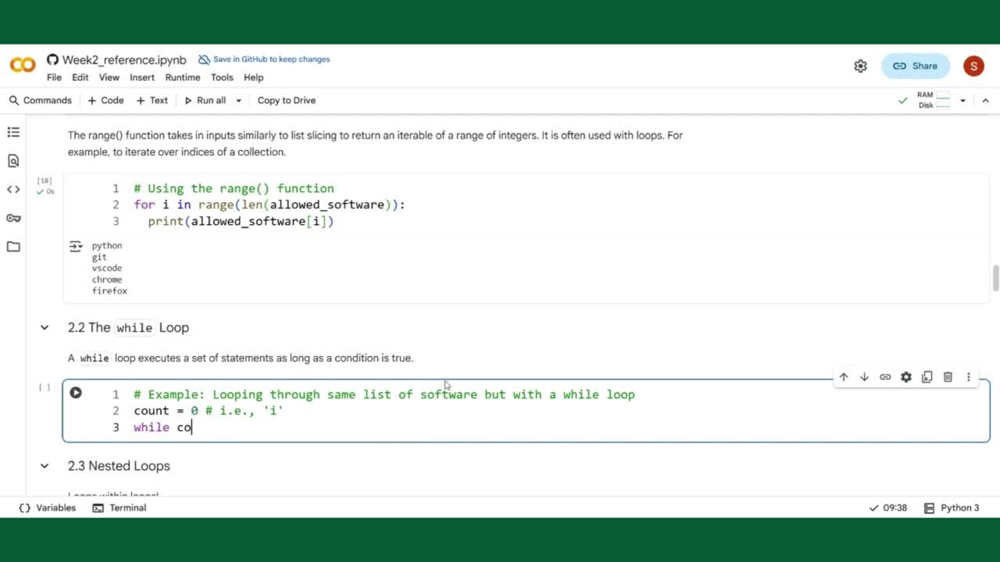 Week2_reference.ipynb Save in GitHub to keep changes
File Edit View Insert Runtime Tools Help
Share
S
Commands + Code + Text Run all Copy to Drive
RAM
Disk
The range() function takes in inputs similarly to list slicing to return an iterable of a range of integers. It is often used with loops. For
example, to iterate over indices of a collection.
[18]
0s
1 # Using the range() function
2 for i in range(len(allowed_software)):
3 print(allowed_software[i])
python
git
vscode
chrome
firefox
2.2 The while Loop
A while loop executes a set of statements as long as a condition is true.
[ ]
1 # Example: Looping through same list of software but with a while loop
2 count = 0 # i.e., 'i'
3 while co
2.3 Nested Loops
Loops within loops!
{} Variables Terminal
09:38 Python 3